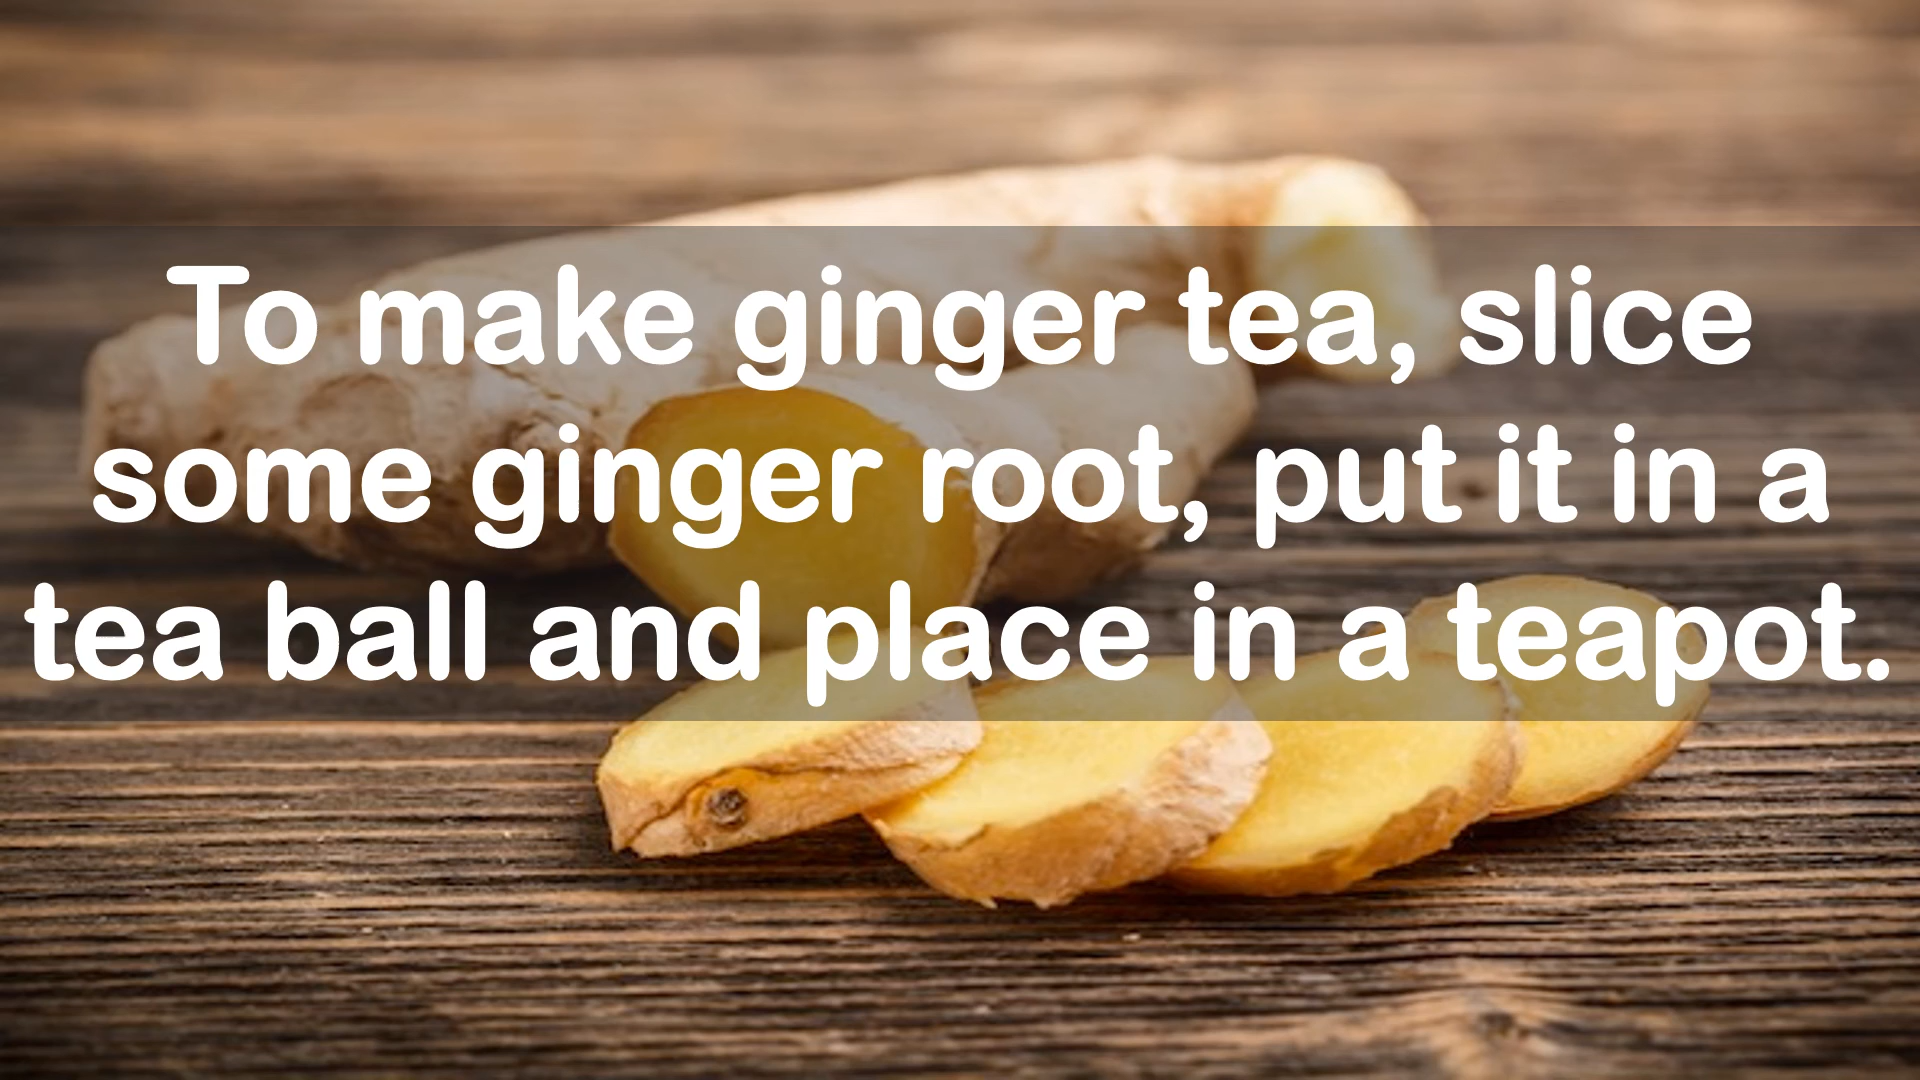 To make ginger tea, slice
some ginger root, put it in a
tea ball and place in a teapot.